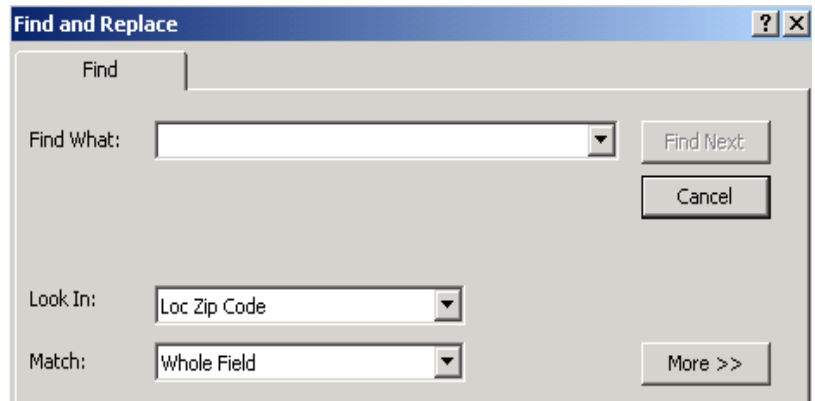 Find and Replace
Find
Find What:
Find Next
Cancel
Look In: Loc Zip Code
Match: Whole Field
More >>